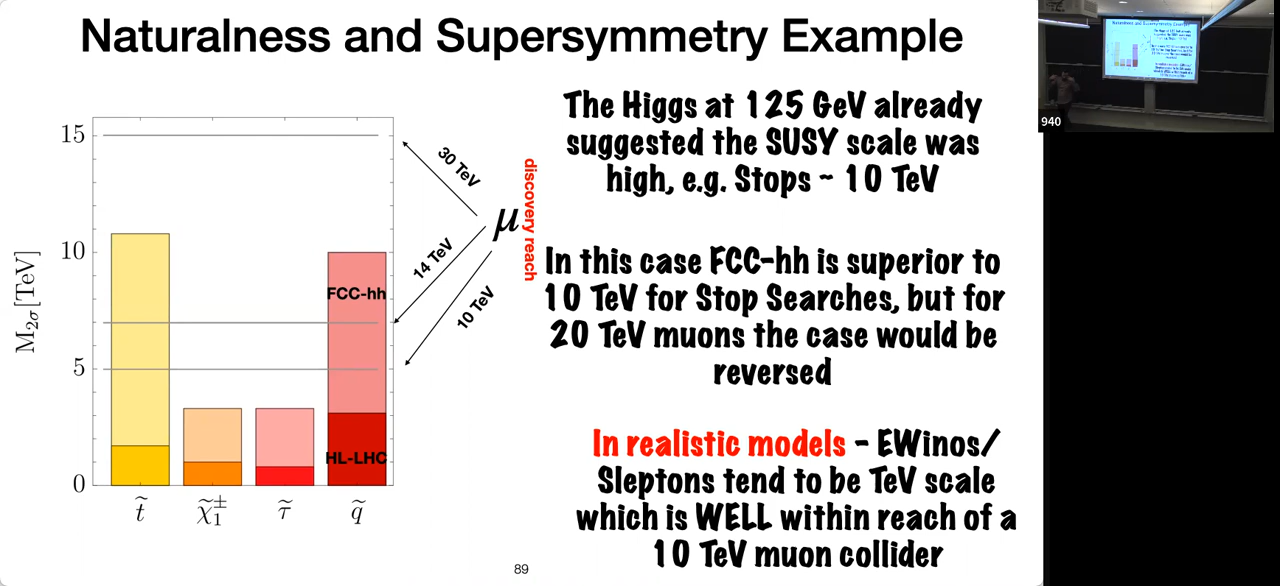 Naturalness and Supersymmetry Example
15
10
5
0
M2σ[TeV]
t̃
χ̃1±
τ̃
q̃
FCC-hh
HL-LHC
30 TeV
14 TeV
10 TeV
μ
discovery reach
The Higgs at 125 GeV already
suggested the SUSY scale was
high, e.g. Stops ~ 10 TeV
In this case FCC-hh is superior to
10 TeV for Stop Searches, but for
20 TeV muons the case would be
reversed
In realistic models - EWinos/
Sleptons tend to be TeV scale
which is WELL within reach of a
10 TeV muon collider
89
940
Naturalness and Supersymmetry Example